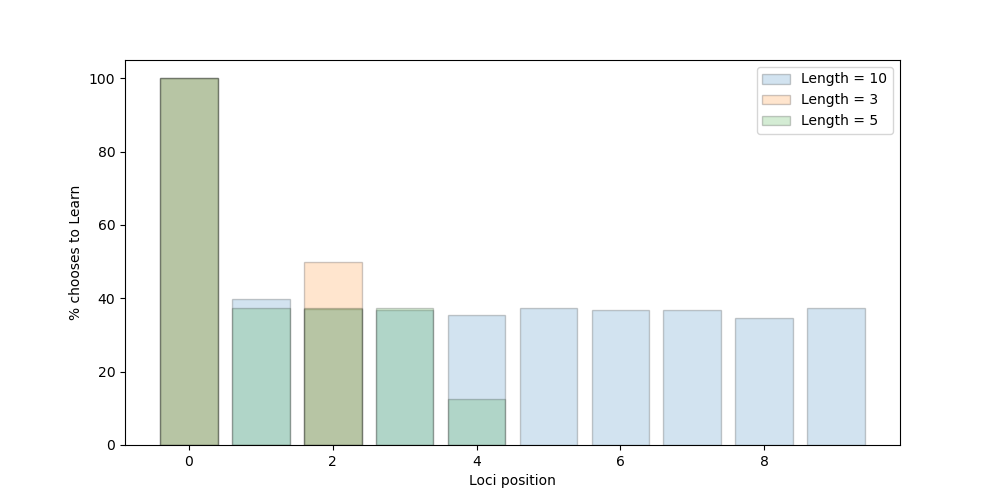 100
80
60
40
20
0
% chooses to Learn
Length = 10
Length = 3
Length = 5
0 2 4 6 8
Loci position